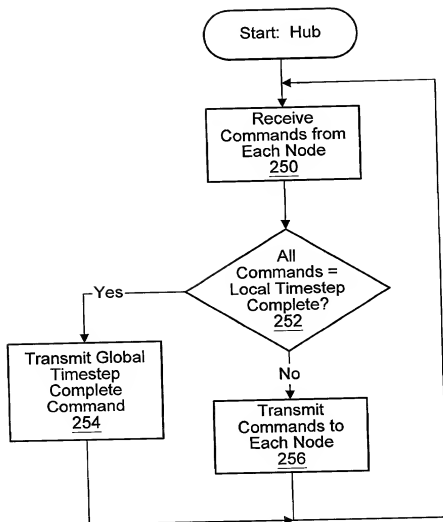 Start: Hub
Receive
Commands from
Each Node
250
All
Commands =
Local Timestep
Complete?
252
Yes
No
Transmit Global
Timestep
Complete
Command
254
Transmit
Commands to
Each Node
256